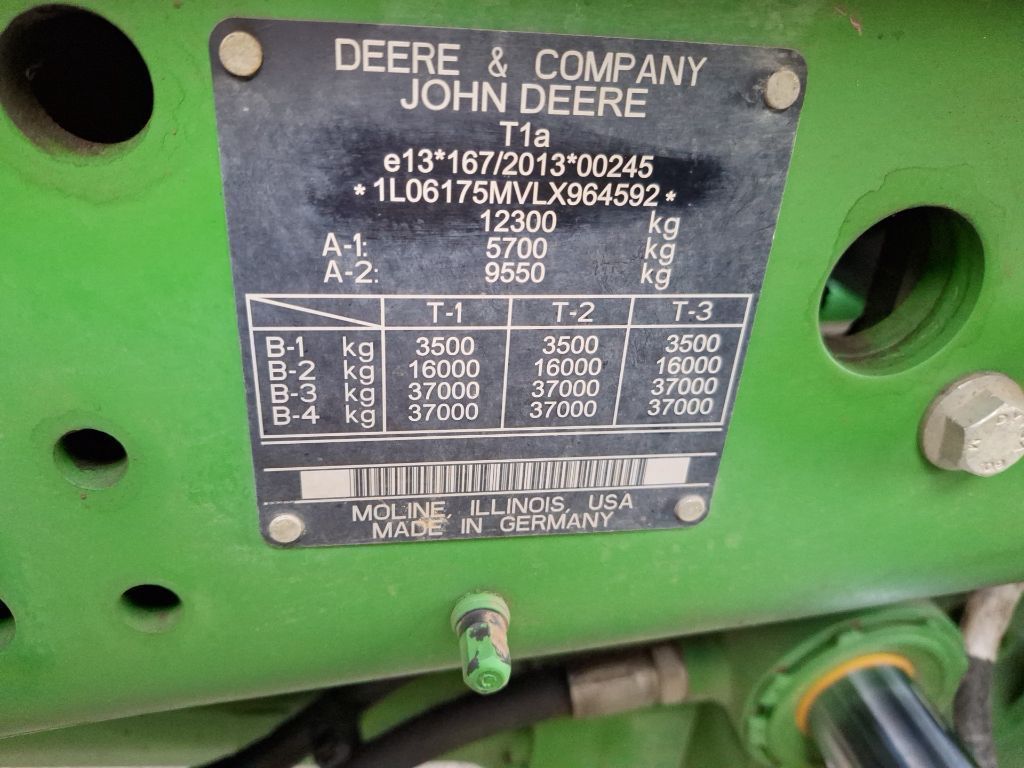 DEERE & COMPANY
JOHN DEERE
T1a
e13*167/2013*00245
*1L06175MVLX964592*
12300 kg
A-1: 5700 kg
A-2: 9550 kg
T-1 T-2 T-3
B-1 kg 3500 3500 3500
B-2 kg 16000 16000 16000
B-3 kg 37000 37000 37000
B-4 kg 37000 37000 37000
MOLINE, ILLINOIS, USA
MADE IN GERMANY